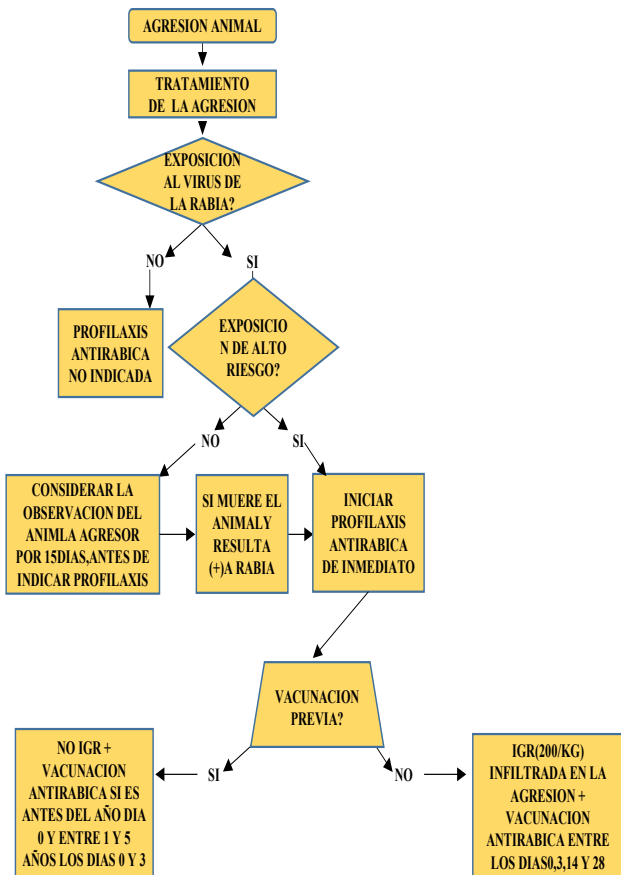 AGRESION ANIMAL
TRATAMIENTO
DE LA AGRESION
EXPOSICION
AL VIRUS DE
LA RABIA?
NO
SI
PROFILAXIS
ANTIRABICA
NO INDICADA
EXPOSICIO
N DE ALTO
RIESGO?
NO
SI
CONSIDERAR LA
OBSERVACION DEL
ANIMLA AGRESOR
POR 15DIAS,ANTES DE
INDICAR PROFILAXIS
SI MUERE EL
ANIMALY
RESULTA
(+)A RABIA
INICIAR
PROFILAXIS
ANTIRABICA
DE INMEDIATO
VACUNACION
PREVIA?
SI
NO
NO IGR +
VACUNACION
ANTIRABICA SI ES
ANTES DEL AÑO DIA
0 Y ENTRE 1 Y 5
AÑOS LOS DIAS 0 Y 3
IGR(200/KG)
INFILTRADA EN LA
AGRESION +
VACUNACION
ANTIRABICA ENTRE
LOS DIAS0,3,14 Y 28